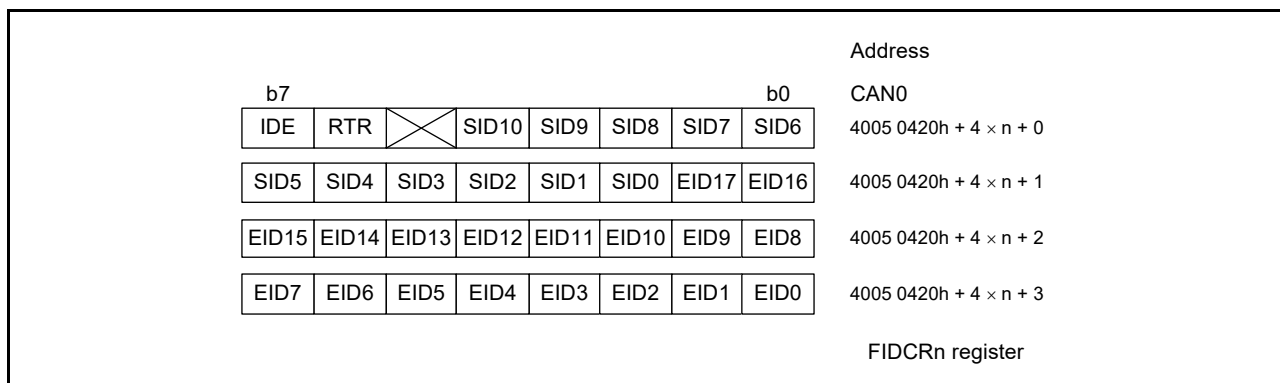 Address
b7 b0 CAN0
IDE RTR SID10 SID9 SID8 SID7 SID6 4005 0420h + 4 × n + 0
SID5 SID4 SID3 SID2 SID1 SID0 EID17 EID16 4005 0420h + 4 × n + 1
EID15 EID14 EID13 EID12 EID11 EID10 EID9 EID8 4005 0420h + 4 × n + 2
EID7 EID6 EID5 EID4 EID3 EID2 EID1 EID0 4005 0420h + 4 × n + 3
FIDCRn register